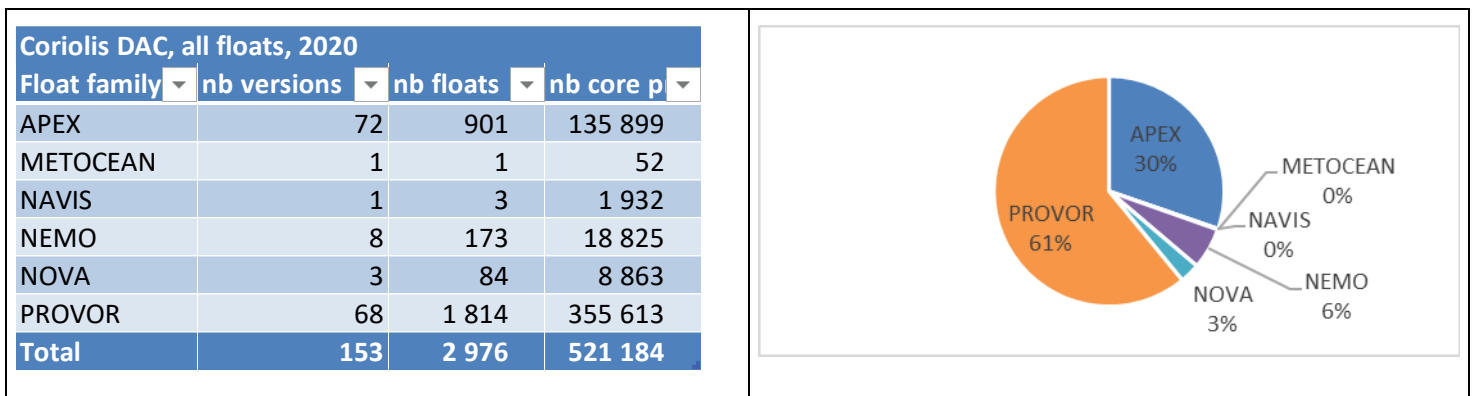 Coriolis DAC, all floats, 2020
Float family nb versions nb floats nb core p
APEX 72 901 135 899
METOCEAN 1 1 52
NAVIS 1 3 1 932
NEMO 8 173 18 825
NOVA 3 84 8 863
PROVOR 68 1 814 355 613
Total 153 2 976 521 184
APEX
30%
METOCEAN
0%
NAVIS
0%
NEMO
6%
NOVA
3%
PROVOR
61%